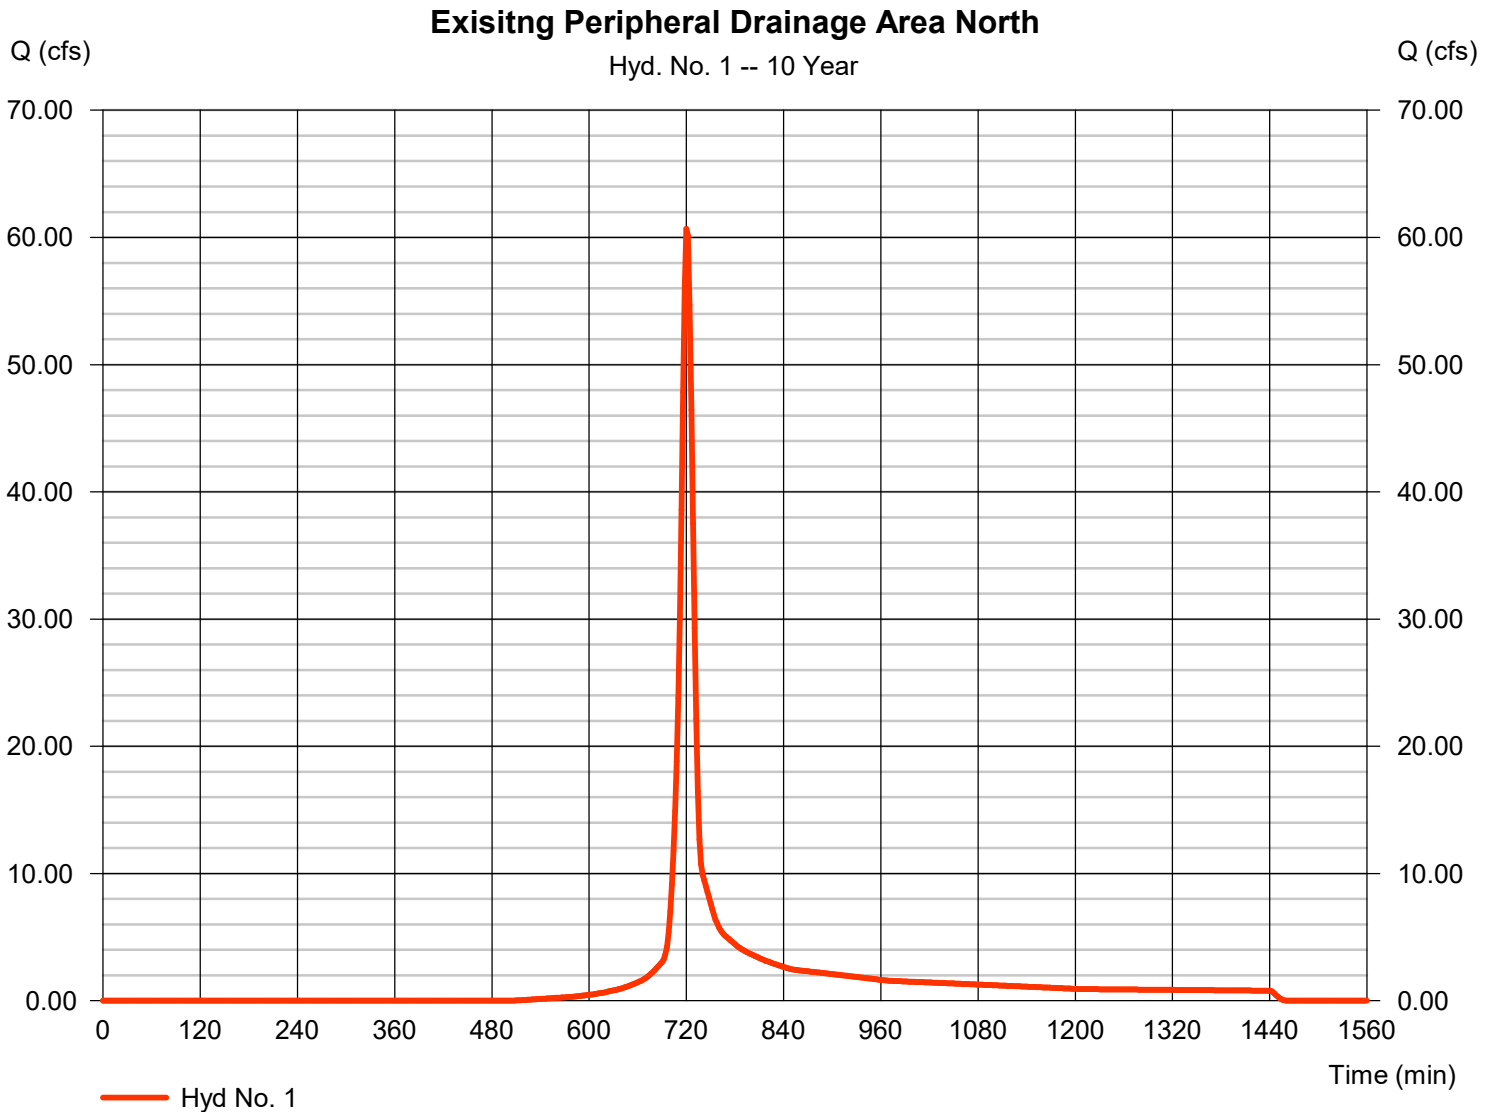 Exisitng Peripheral Drainage Area North
Q (cfs) Q (cfs)
Hyd. No. 1 -- 10 Year
70.00 70.00
60.00 60.00
50.00 50.00
40.00 40.00
30.00 30.00
20.00 20.00
10.00 10.00
0.00 0.00
0 120 240 360 480 600 720 840 960 1080 1200 1320 1440 1560
Time (min)
Hyd No. 1